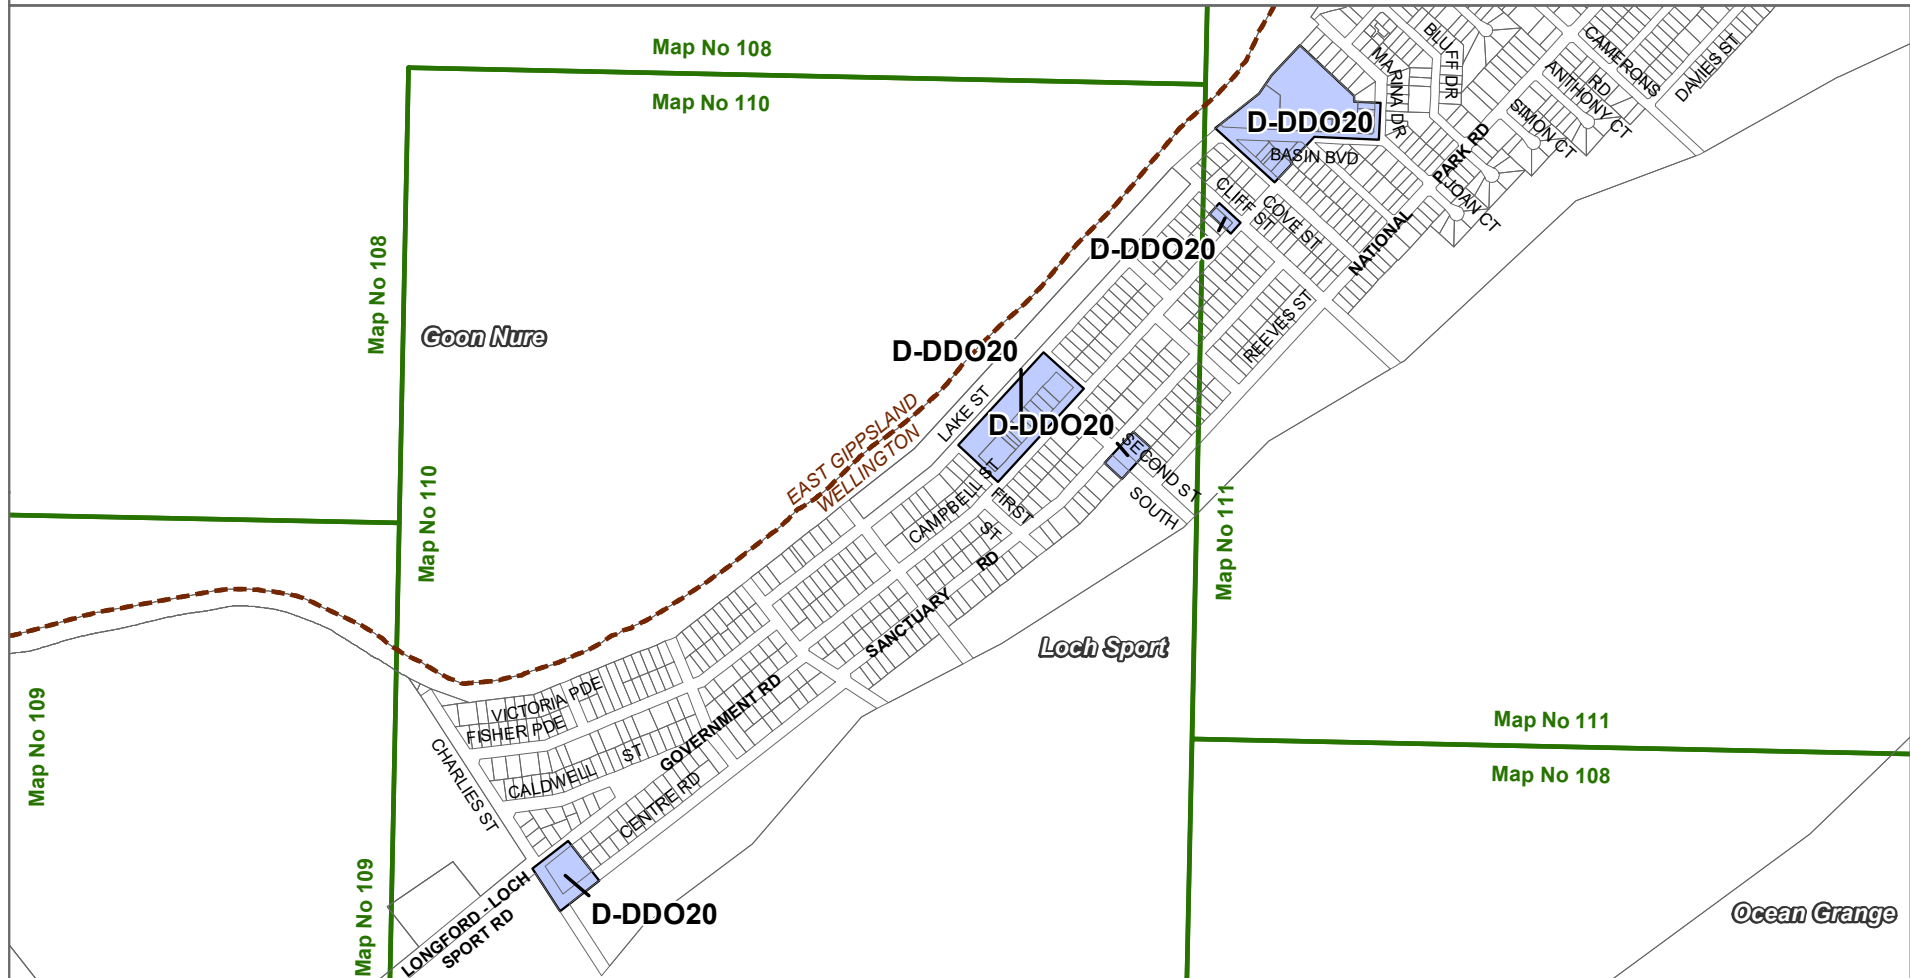 Map No 108
Map No 110
Map No 108
Map No 110
Map No 109
Map No 109
Goon Nure
EAST GIPPSLAND
WELLINGTON
D-DDO20
BASIN BVD
D-DDO20
CLIFF ST
COVE ST
MARINA DR
BLUFF DR
CAMERONS
RD
DAVIES ST
ANTHONY CT
SIMON CT
JOAN CT
NATIONAL
PARK RD
REEVES ST
D-DDO20
LAKE ST
D-DDO20
SECOND ST
SOUTH
CAMPBELL ST
FIRST
ST
SANCTUARY
RD
Map No 111
Loch Sport
VICTORIA PDE
FISHER PDE
CALDWELL
ST
GOVERNMENT RD
CENTRE RD
CHARLIES ST
LONGFORD - LOCH
SPORT RD
D-DDO20
Map No 111
Map No 108
Ocean Grange